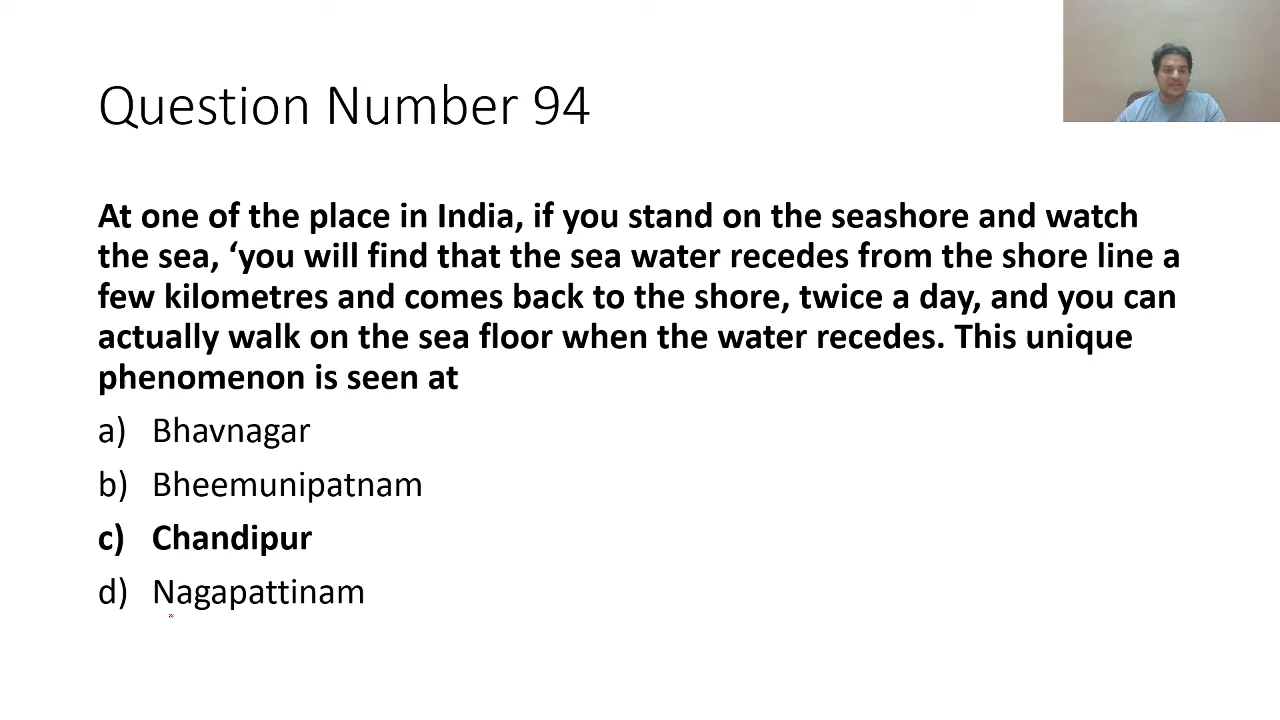 Question Number 94
At one of the place in India, if you stand on the seashore and watch
the sea, ‘you will find that the sea water recedes from the shore line a
few kilometres and comes back to the shore, twice a day, and you can
actually walk on the sea floor when the water recedes. This unique
phenomenon is seen at
a) Bhavnagar
b) Bheemunipatnam
c) Chandipur
d) Nagapattinam